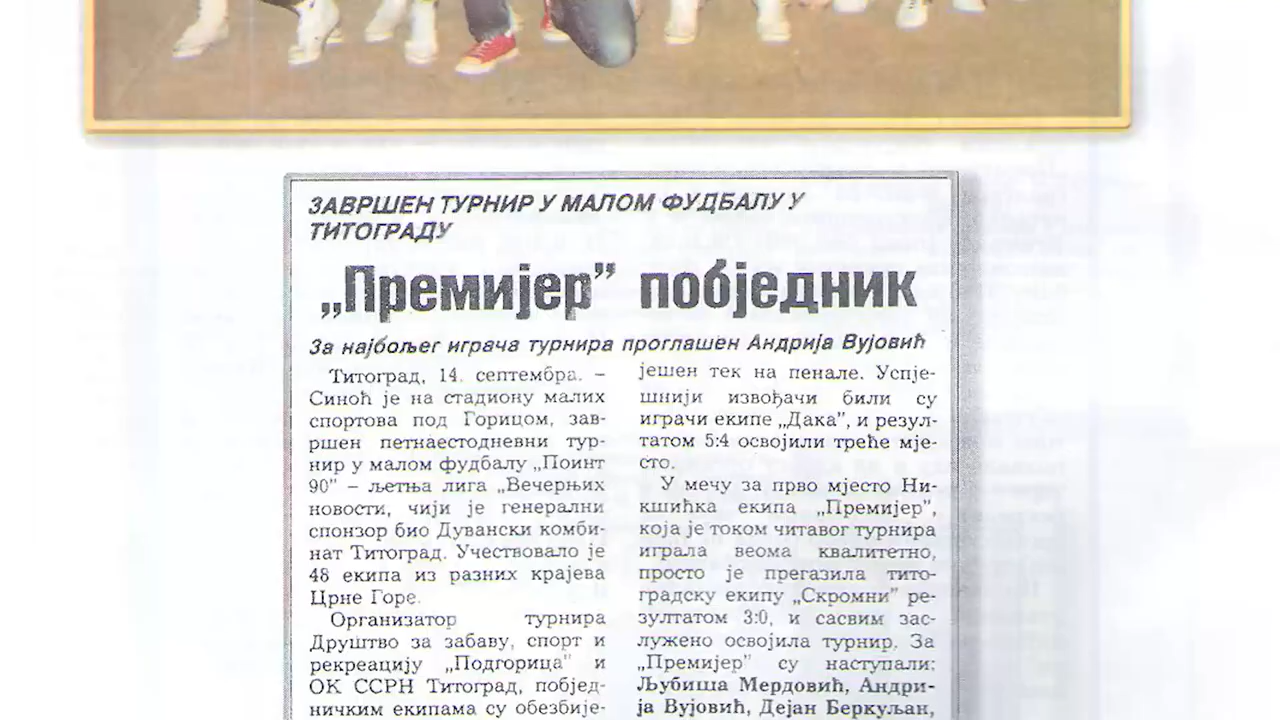 ЗАВРШЕН ТУРНИР У МАЛОМ ФУДБАЛУ У
ТИТОГРАДУ
„Премијер” побједник
За најбољег играча турнира проглашен Андрија Вујовић
Титоград, 14. септембра. –
Синоћ је на стадиону малих
спортова под Горицом, зав-
ршен петнаестодневни тур-
нир у малом фудбалу „Поинт
90” – љетња лига „Вечерњих
новости, чији је генерални
спонзор био Дувански комби-
нат Титоград. Учествовало је
48 екипа из разних крајева
Црне Горе.
Организатор турнира
Друштво за забаву, спорт и
рекреацију „Подгорица” и
ОК ССРН Титоград, побјед-
ничким екипама су обезбије-
јешен тек на пенале. Успје-
шнији извођачи били су
играчи екипе „Дака”, и резул-
татом 5:4 освојили треће мје-
сто.
У мечу за прво мјесто Ни-
кшићка екипа „Премијер”,
која је током читавог турнира
играла веома квалитетно,
просто је прегазила тито-
градску екипу „Скромни” ре-
зултатом 3:0, и сасвим зас-
лужено освојила турнир. За
„Премијер” су наступали:
Љубиша Мердовић, Андри-
ја Вујовић, Дејан Беркуљан,